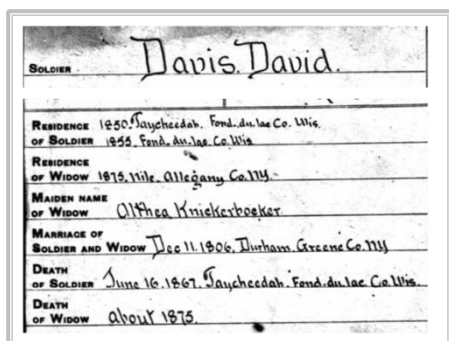 SOLDIER Davis, David.
RESIDENCE 1850. Taycheedah. Fond. du. lac Co. Wis.
OF SOLDIER 1855. Fond. du. lac. Co. Wis
RESIDENCE
OF WIDOW 1875. Nile. Allegany Co. NY.
MAIDEN NAME
OF WIDOW Althea Knickerbocker.
MARRIAGE OF
SOLDIER AND WIDOW Dec 11. 1806. Durham. Greene Co. NY
DEATH
OF SOLDIER June 16. 1867. Taycheedah. Fond. du. lac Co. Wis.
DEATH
OF WIDOW about 1875.